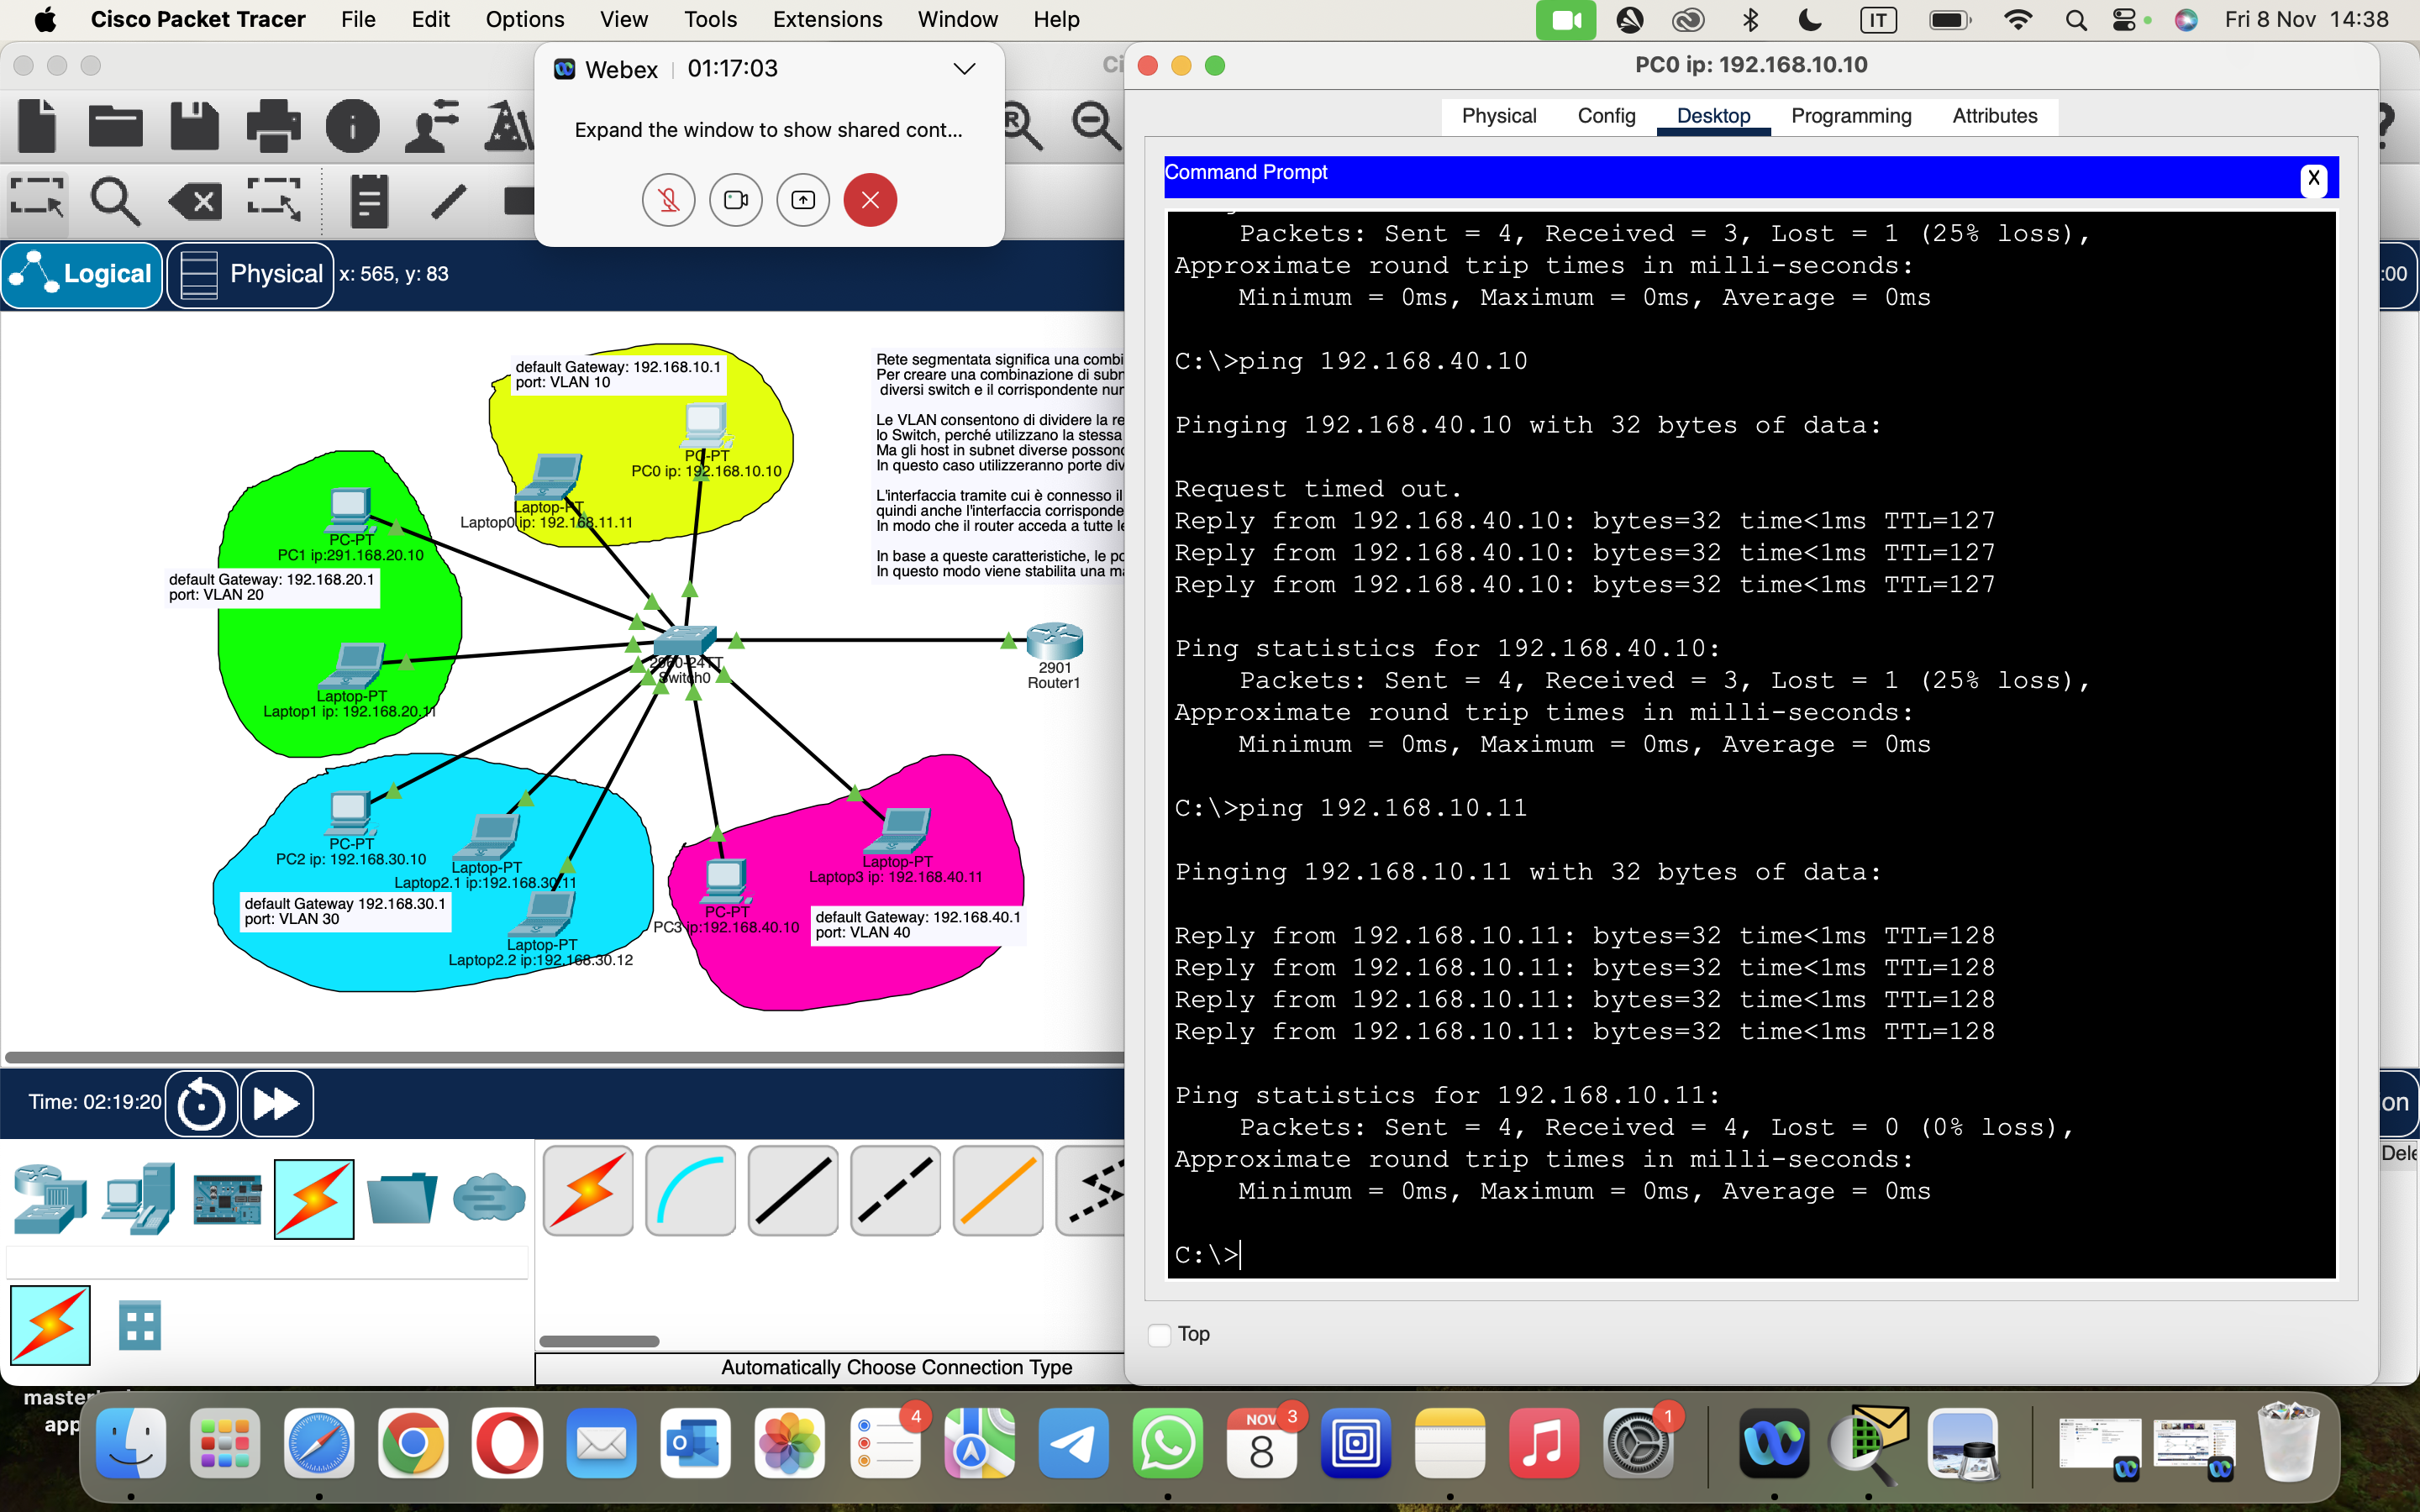 Cisco Packet Tracer File Edit Options View Tools Extensions Window Help IT Fri 8 Nov 14:38
Webex 01:17:03
Expand the window to show shared cont...
PC0 ip: 192.168.10.10
Physical Config Desktop Programming Attributes
Command Prompt
X
Logical Physical x: 565, y: 83
:00
default Gateway: 192.168.10.1
port: VLAN 10
PC-PT
PC0 ip: 192.168.10.10
Laptop-PT
Laptop0 ip: 192.168.11.11
PC-PT
PC1 ip:291.168.20.10
default Gateway: 192.168.20.1
port: VLAN 20
Laptop-PT
Laptop1 ip: 192.168.20.11
2960-24TT
Switch0
2901
Router1
PC-PT
PC2 ip: 192.168.30.10
Laptop-PT
Laptop2.1 ip:192.168.30.11
default Gateway 192.168.30.1
port: VLAN 30
Laptop-PT
Laptop2.2 ip:192.168.30.12
Laptop-PT
Laptop3 ip: 192.168.40.11
PC-PT
PC3 ip:192.168.40.10
default Gateway: 192.168.40.1
port: VLAN 40
Rete segmentata significa una combi
Per creare una combinazione di subn
diversi switch e il corrispondente nur
Le VLAN consentono di dividere la re
lo Switch, perché utilizzano la stessa
Ma gli host in subnet diverse possono
In questo caso utilizzeranno porte div
L'interfaccia tramite cui è connesso il
quindi anche l'interfaccia corrisponde
In modo che il router acceda a tutte le
In base a queste caratteristiche, le po
In questo modo viene stabilita una ma
Packets: Sent = 4, Received = 3, Lost = 1 (25% loss),
Approximate round trip times in milli-seconds:
Minimum = 0ms, Maximum = 0ms, Average = 0ms
C:\>ping 192.168.40.10
Pinging 192.168.40.10 with 32 bytes of data:
Request timed out.
Reply from 192.168.40.10: bytes=32 time<1ms TTL=127
Reply from 192.168.40.10: bytes=32 time<1ms TTL=127
Reply from 192.168.40.10: bytes=32 time<1ms TTL=127
Ping statistics for 192.168.40.10:
Packets: Sent = 4, Received = 3, Lost = 1 (25% loss),
Approximate round trip times in milli-seconds:
Minimum = 0ms, Maximum = 0ms, Average = 0ms
C:\>ping 192.168.10.11
Pinging 192.168.10.11 with 32 bytes of data:
Reply from 192.168.10.11: bytes=32 time<1ms TTL=128
Reply from 192.168.10.11: bytes=32 time<1ms TTL=128
Reply from 192.168.10.11: bytes=32 time<1ms TTL=128
Reply from 192.168.10.11: bytes=32 time<1ms TTL=128
Ping statistics for 192.168.10.11:
Packets: Sent = 4, Received = 4, Lost = 0 (0% loss),
Approximate round trip times in milli-seconds:
Minimum = 0ms, Maximum = 0ms, Average = 0ms
C:\>
Top
Time: 02:19:20
on
Dele
Automatically Choose Connection Type
app
4
NOV 3
8
1